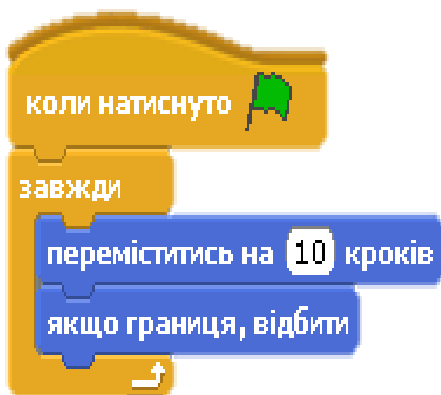 коли натиснуто
завжди
переміститись на 10 кроків
якщо границя, відбити